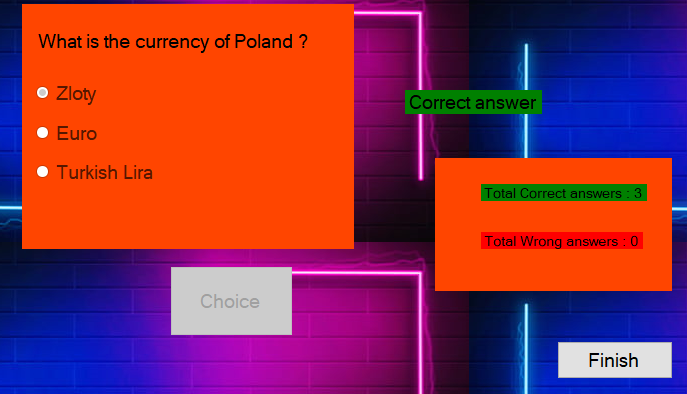 What is the currency of Poland ?
Zloty
Euro
Turkish Lira
Choice
Correct answer
Total Correct answers : 3
Total Wrong answers : 0
Finish